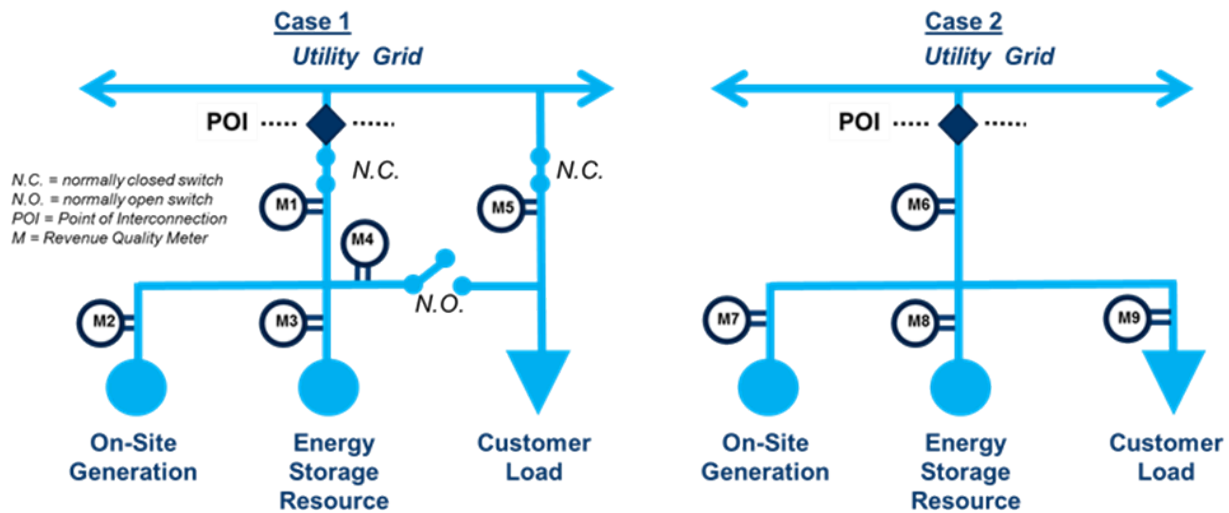 Case 1
Utility Grid
POI
N.C.
N.C.
N.C. = normally closed switch
N.O. = normally open switch
POI = Point of Interconnection
M = Revenue Quality Meter
M1
M5
M4
N.O.
M2
M3
On-Site
Generation
Energy
Storage
Resource
Customer
Load
Case 2
Utility Grid
POI
M6
M7
M8
M9
On-Site
Generation
Energy
Storage
Resource
Customer
Load